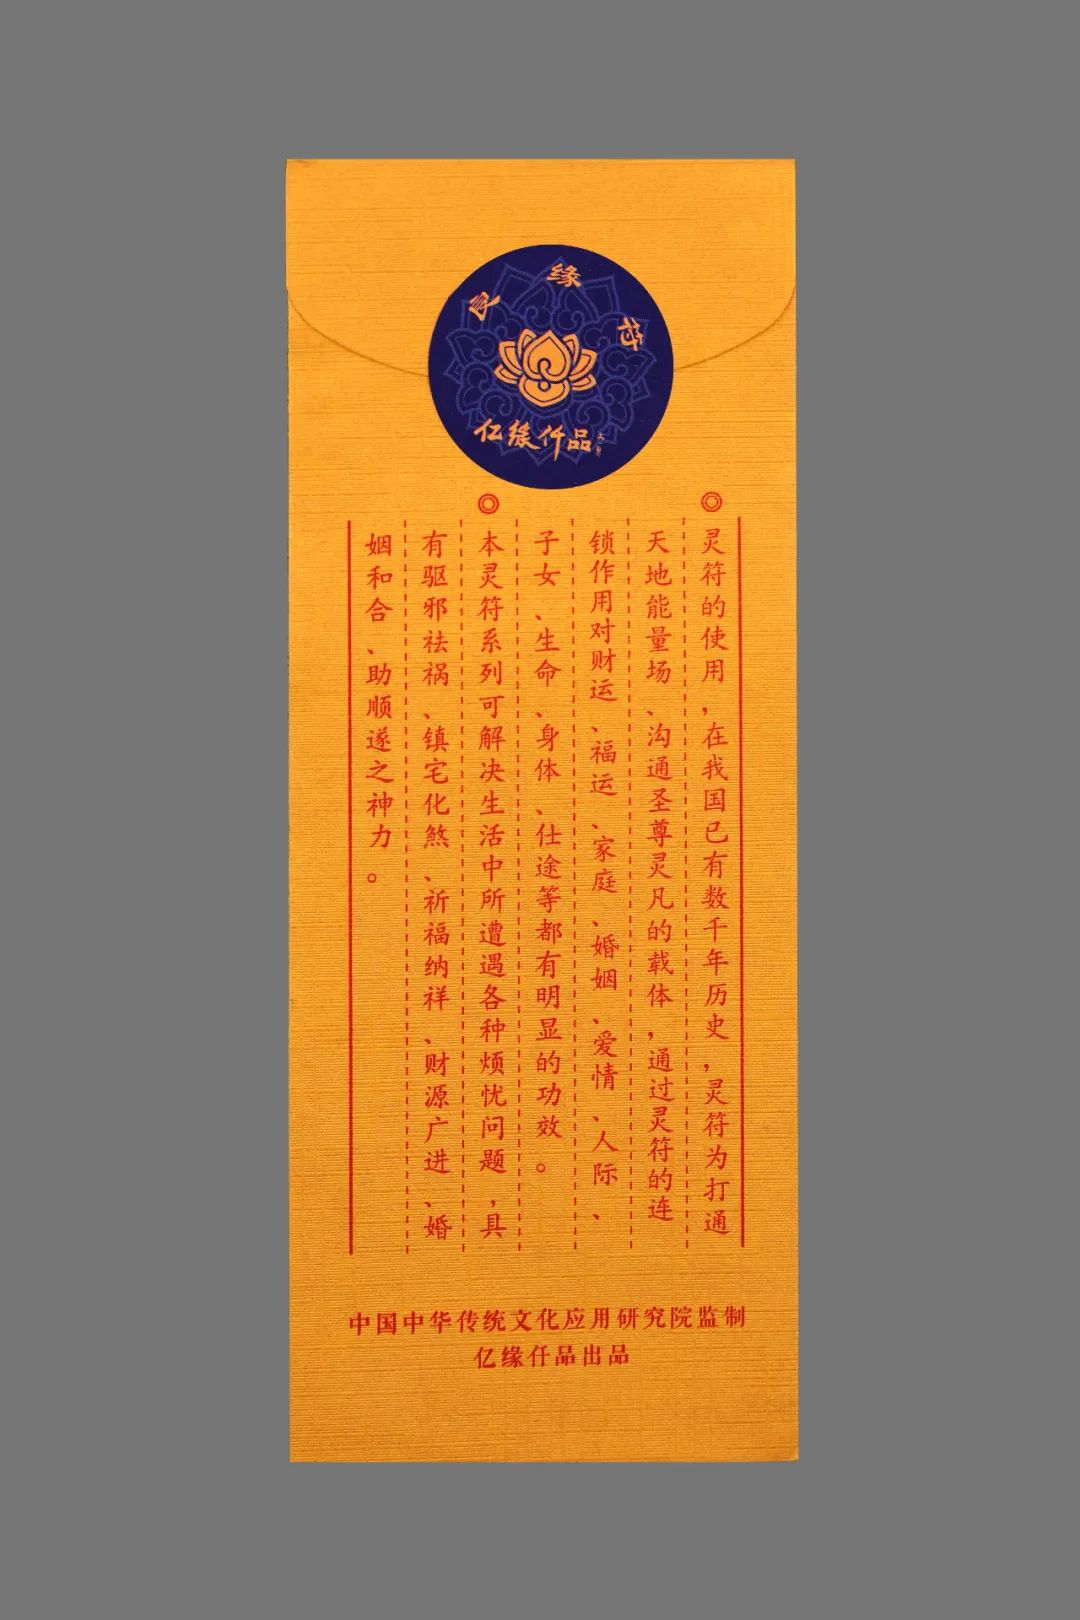 良缘符
亿缘仟品
灵符的使用，在我国已有数千年历史，灵符为打通
天地能量场、沟通圣尊灵凡的载体，通过灵符的连
锁作用对财运、福运、家庭、婚姻、爱情、人际、
子女、生命、身体、仕途等都有明显的功效。
本灵符系列可解决生活中所遭遇各种烦忧问题，具
有驱邪祛祸、镇宅化煞、祈福纳祥、财源广进、婚
姻和合、助顺遂之神力。
中国中华传统文化应用研究院监制
亿缘仟品出品